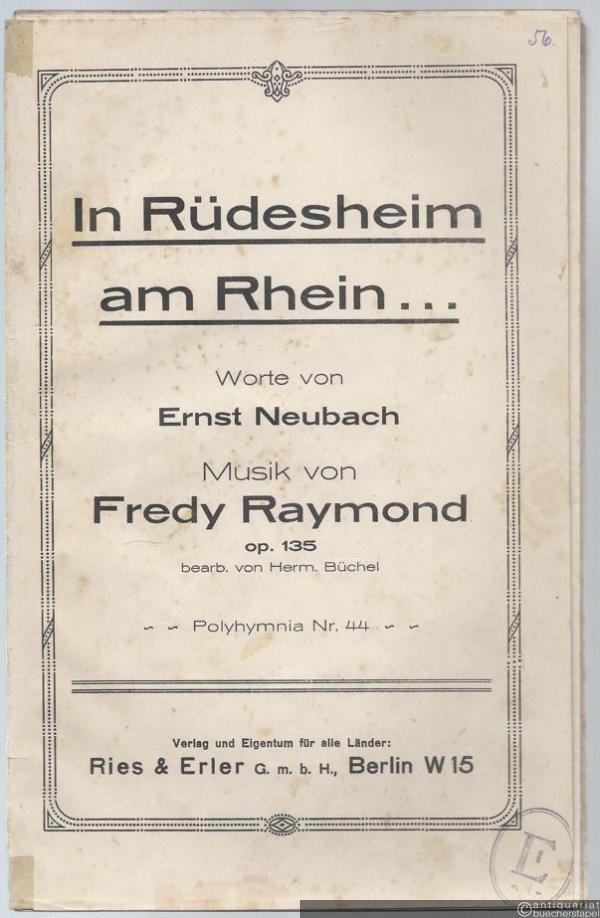 56.
In Rüdesheim
am Rhein...
Worte von
Ernst Neubach
Musik von
Fredy Raymond
op. 135
bearb. von Herm. Büchel
~ ~ Polyhymnia Nr. 44 ~ ~
Verlag und Eigentum für alle Länder:
Ries & Erler G. m. b. H., Berlin W 15
E
©antiquariat
buecherstapel